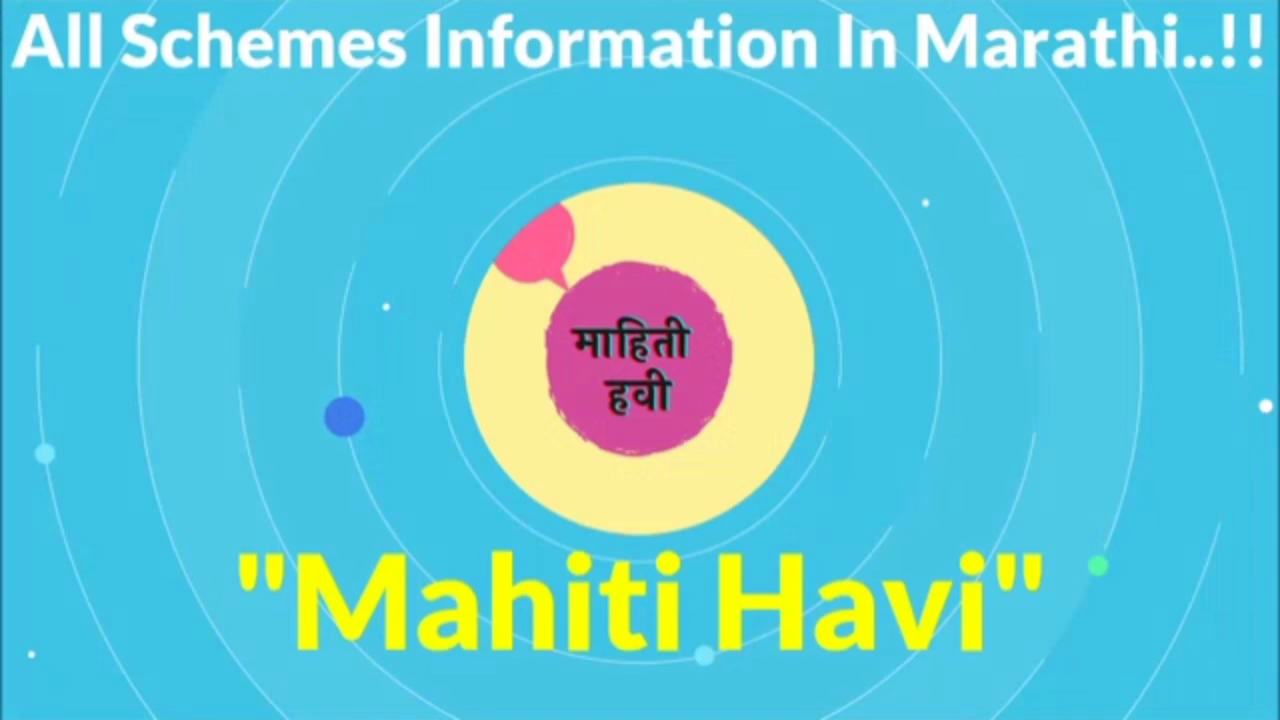 All Schemes Information In Marathi..!!
माहिती
हवी
"Mahiti Havi"